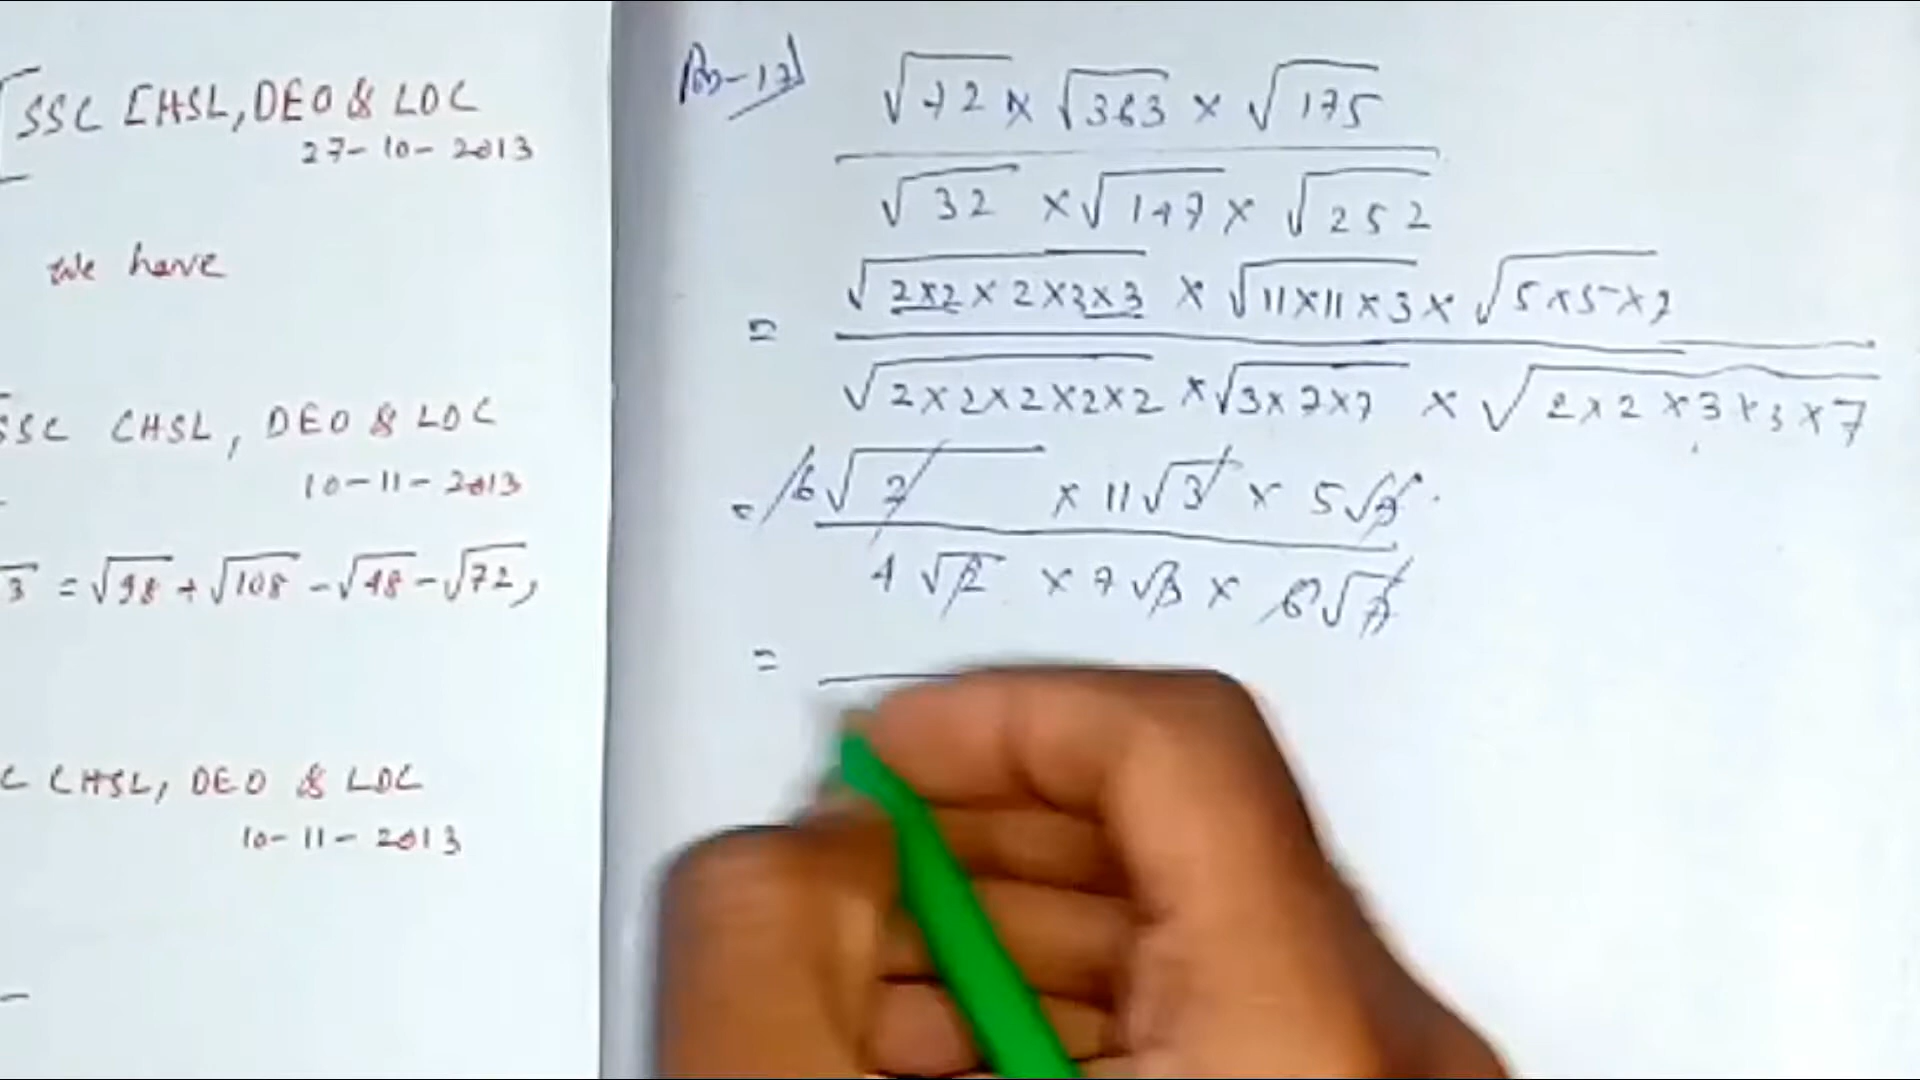 SSC CHSL, DEO & LDC
27-10-2013
We have
SSC CHSL, DEO & LDC
10-11-2013
3 = √98 + √108 - √48 - √72,
C CHSL, DEO & LDC
10-11-2013
√72 × √363 × √175
√32 × √147 × √252
= √2×2×2×3×3 × √11×11×3 × √5×5×7
√2×2×2×2×2 × √3×7×7 × √2×2×3×3×7
= 6√2 × 11√3 × 5√7
4√2 × 7√3 × 6√7
=